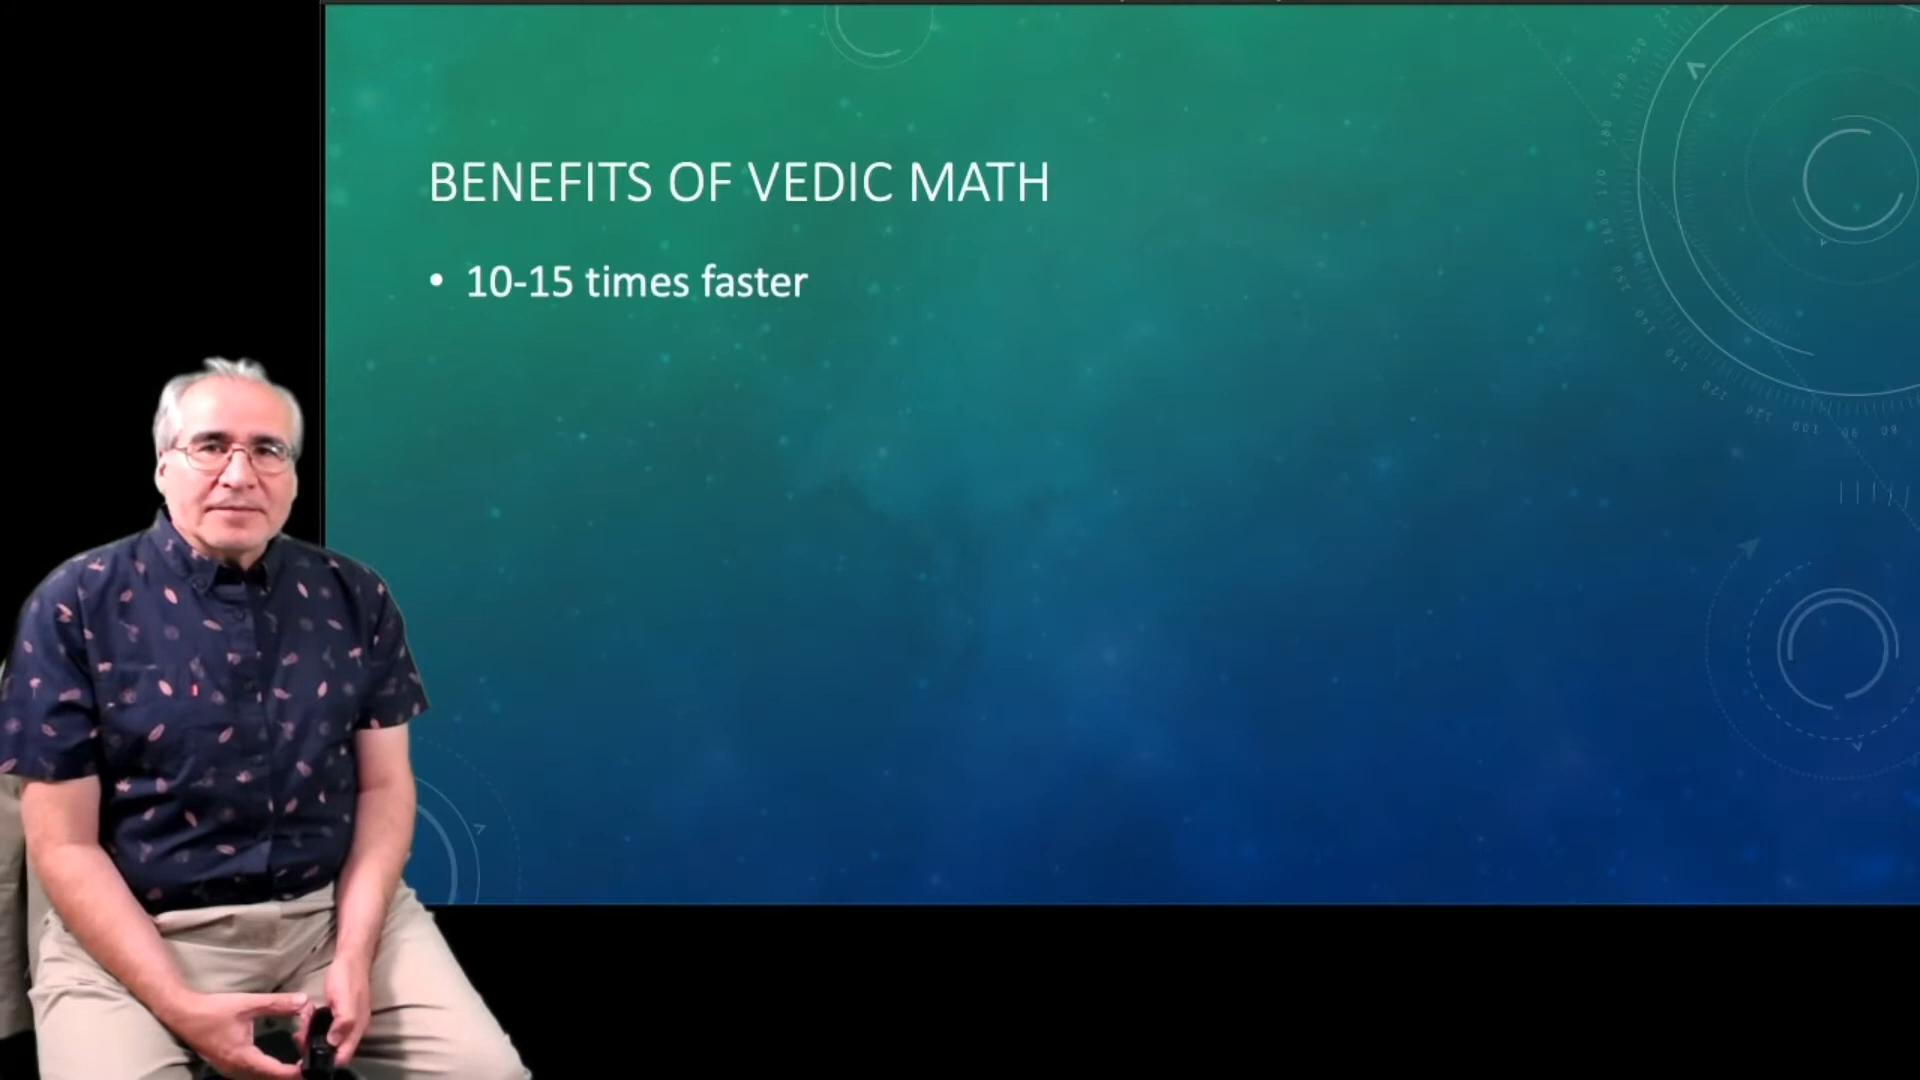 BENEFITS OF VEDIC MATH
• 10-15 times faster